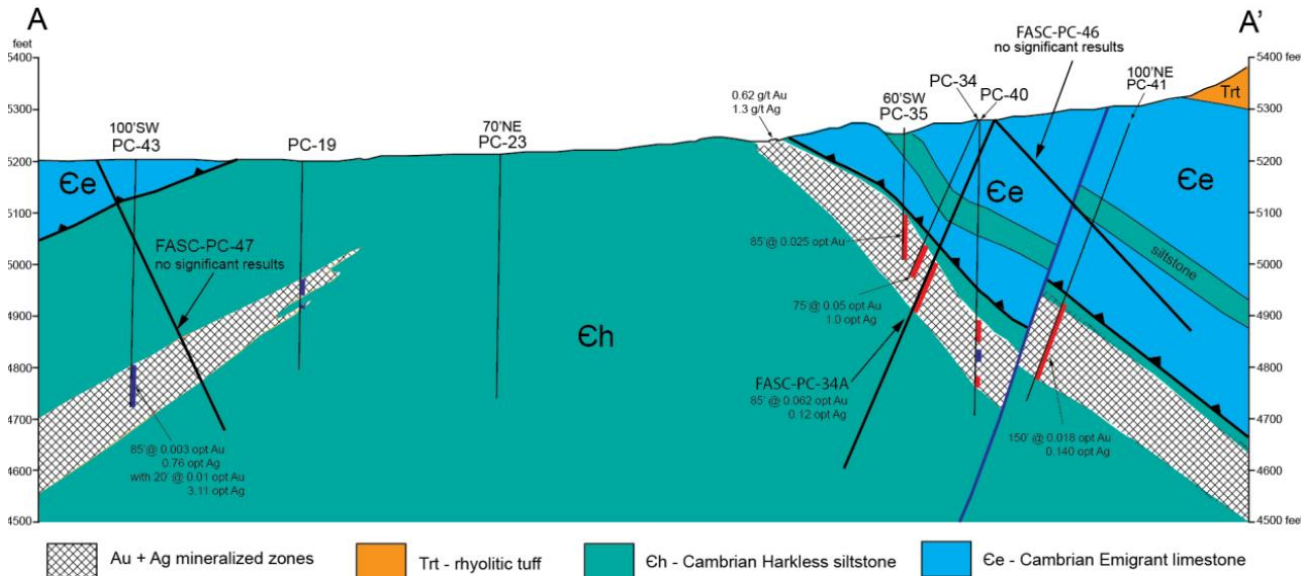 A
A'
feet
5400
5300
5200
5100
5000
4900
4800
4700
4600
4500
5400 feet
5300
5200
5100
5000
4900
4800
4700
4600
4500 feet
100'SW
PC-43
PC-19
70'NE
PC-23
0.62 g/t Au
1.3 g/t Ag
60'SW
PC-35
PC-34
PC-40
FASC-PC-46
no significant results
100'NE
PC-41
Trt
Єe
Єe
Єe
Єh
siltstone
FASC-PC-47
no significant results
85'@ 0.003 opt Au
0.76 opt Ag
with 20' @ 0.01 opt Au
3.11 opt Ag
85'@ 0.025 opt Au
75'@ 0.05 opt Au
1.0 opt Ag
FASC-PC-34A
85'@ 0.062 opt Au
0.12 opt Ag
150'@ 0.018 opt Au
0.140 opt Ag
Au + Ag mineralized zones
Trt - rhyolitic tuff
Єh - Cambrian Harkless siltstone
Єe - Cambrian Emigrant limestone